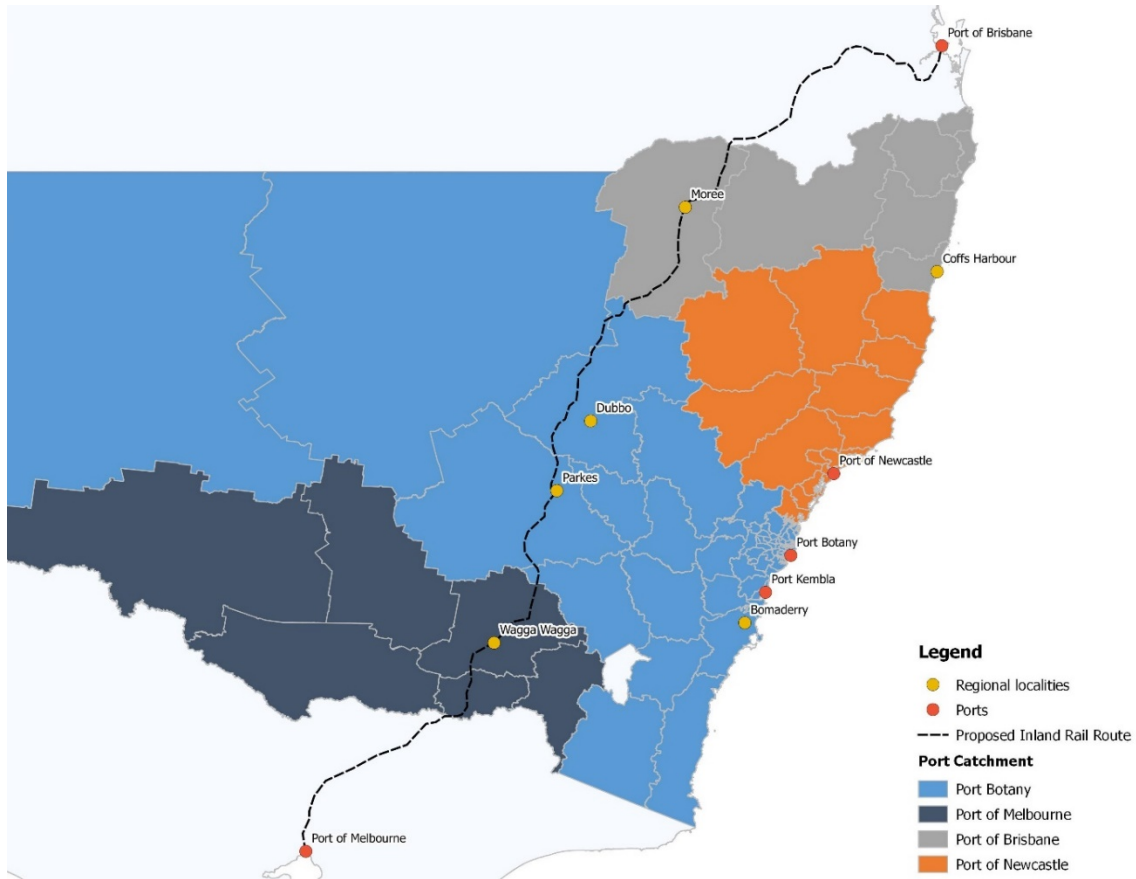 Port of Brisbane
Moree
Coffs Harbour
Dubbo
Port of Newcastle
Parkes
Port Botany
Port Kembla
Bomaderry
Wagga Wagga
Port of Melbourne
Legend
Regional localities
Ports
Proposed Inland Rail Route
Port Catchment
Port Botany
Port of Melbourne
Port of Brisbane
Port of Newcastle